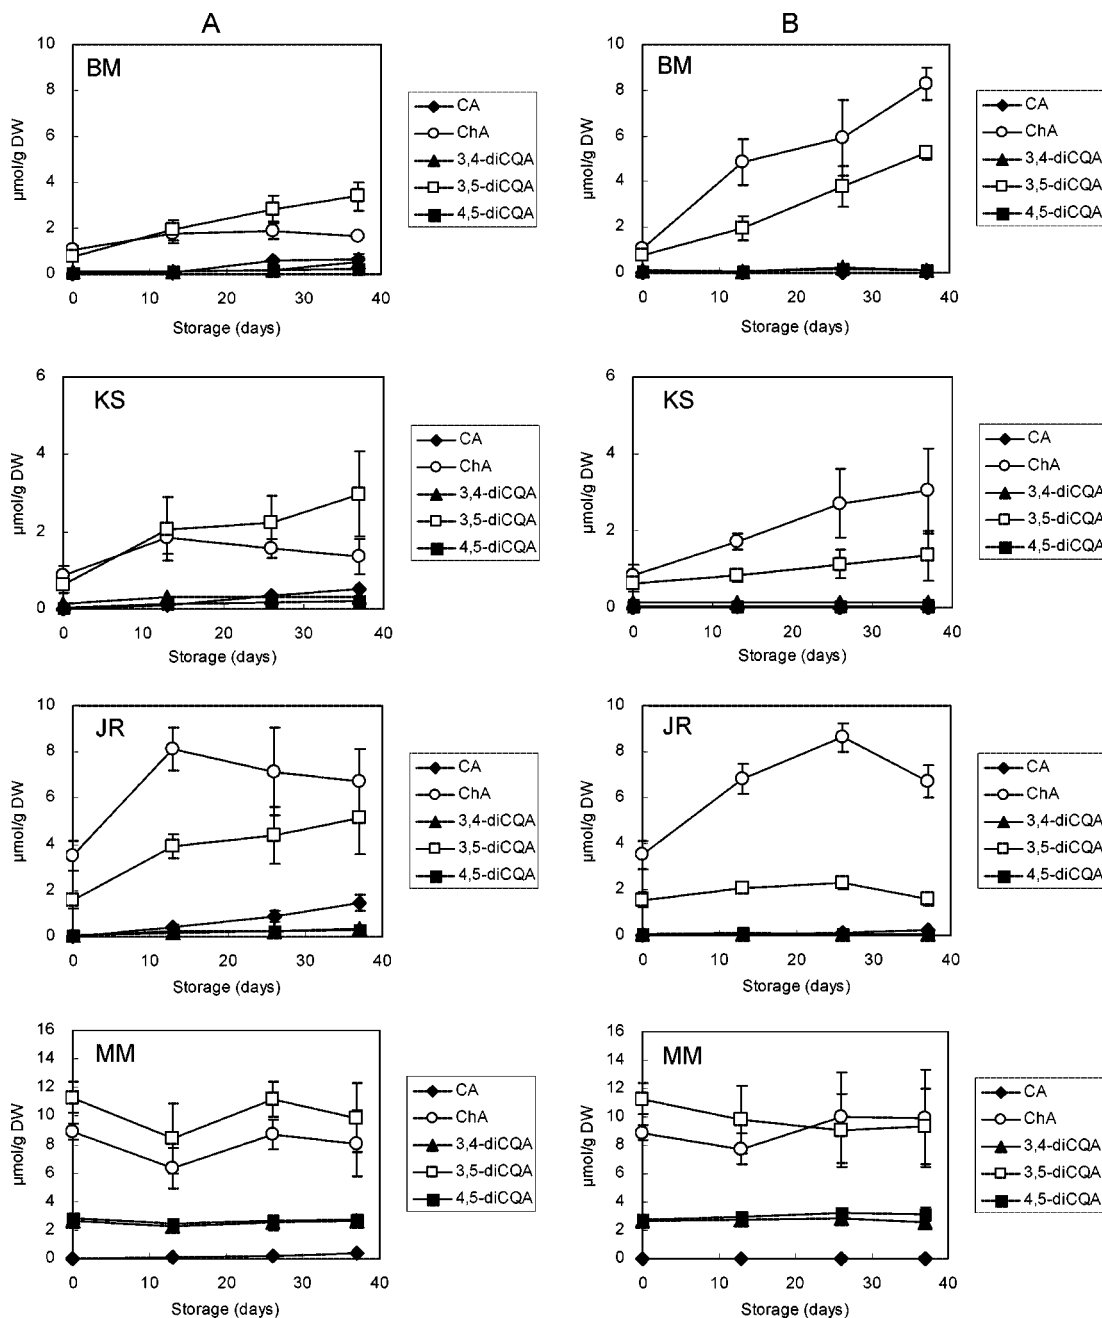 A
B
BM
10
8
6
4
2
0
µmol/g DW
0 10 20 30 40
Storage (days)
CA
ChA
3,4-diCQA
3,5-diCQA
4,5-diCQA
BM
10
8
6
4
2
0
µmol/g DW
0 10 20 30 40
Storage (days)
CA
ChA
3,4-diCQA
3,5-diCQA
4,5-diCQA
KS
6
4
2
0
µmol/g DW
0 10 20 30 40
Storage (days)
CA
ChA
3,4-diCQA
3,5-diCQA
4,5-diCQA
KS
6
4
2
0
µmol/g DW
0 10 20 30 40
Storage (days)
CA
ChA
3,4-diCQA
3,5-diCQA
4,5-diCQA
JR
10
8
6
4
2
0
µmol/g DW
0 10 20 30 40
Storage (days)
CA
ChA
3,4-diCQA
3,5-diCQA
4,5-diCQA
JR
10
8
6
4
2
0
µmol/g DW
0 10 20 30 40
Storage (days)
CA
ChA
3,4-diCQA
3,5-diCQA
4,5-diCQA
MM
16
14
12
10
8
6
4
2
0
µmol/g DW
0 10 20 30 40
Storage (days)
CA
ChA
3,4-diCQA
3,5-diCQA
4,5-diCQA
MM
16
14
12
10
8
6
4
2
0
µmol/g DW
0 10 20 30 40
Storage (days)
CA
ChA
3,4-diCQA
3,5-diCQA
4,5-diCQA